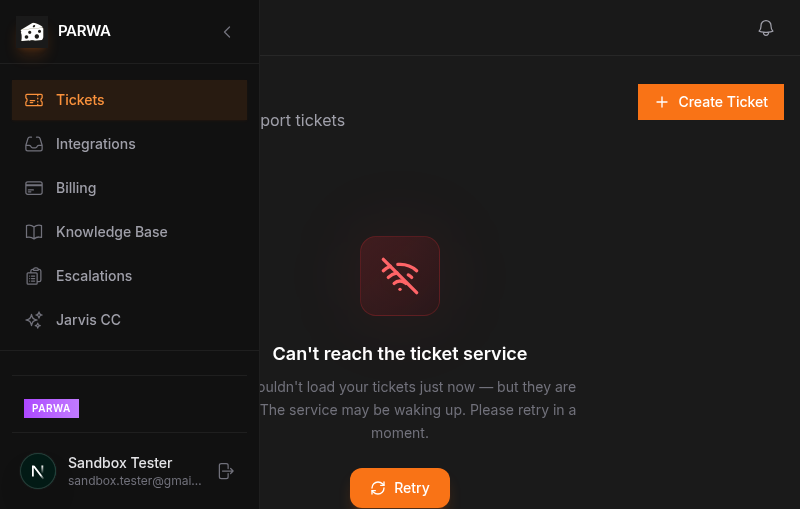 PARWA
Tickets
Integrations
Billing
Knowledge Base
Escalations
Jarvis CC
PARWA
Sandbox Tester
sandbox.tester@gmai...
port tickets
Create Ticket
Can't reach the ticket service
ouldn't load your tickets just now — but they are
The service may be waking up. Please retry in a
moment.
Retry